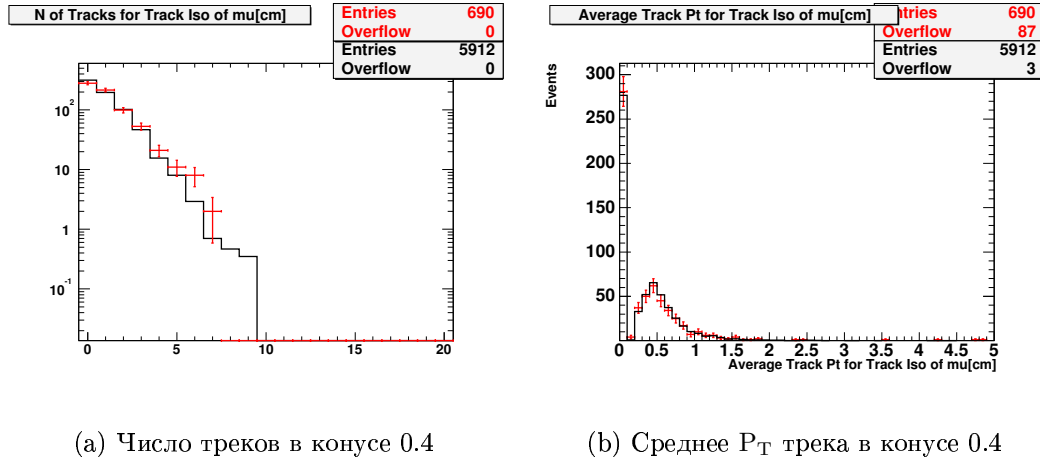 N of Tracks for Track Iso of mu[cm]
Entries 690
Overflow 0
Entries 5912
Overflow 0
10²
10
1
10⁻¹
0 5 10 15 20
Average Track Pt for Track Iso of mu[cm]
Entries 690
Overflow 87
Entries 5912
Overflow 3
Events
300
250
200
150
100
50
0 0.5 1 1.5 2 2.5 3 3.5 4 4.5 5
Average Track Pt for Track Iso of mu[cm]
(a) Число треков в конусе 0.4
(b) Среднее P_T трека в конусе 0.4